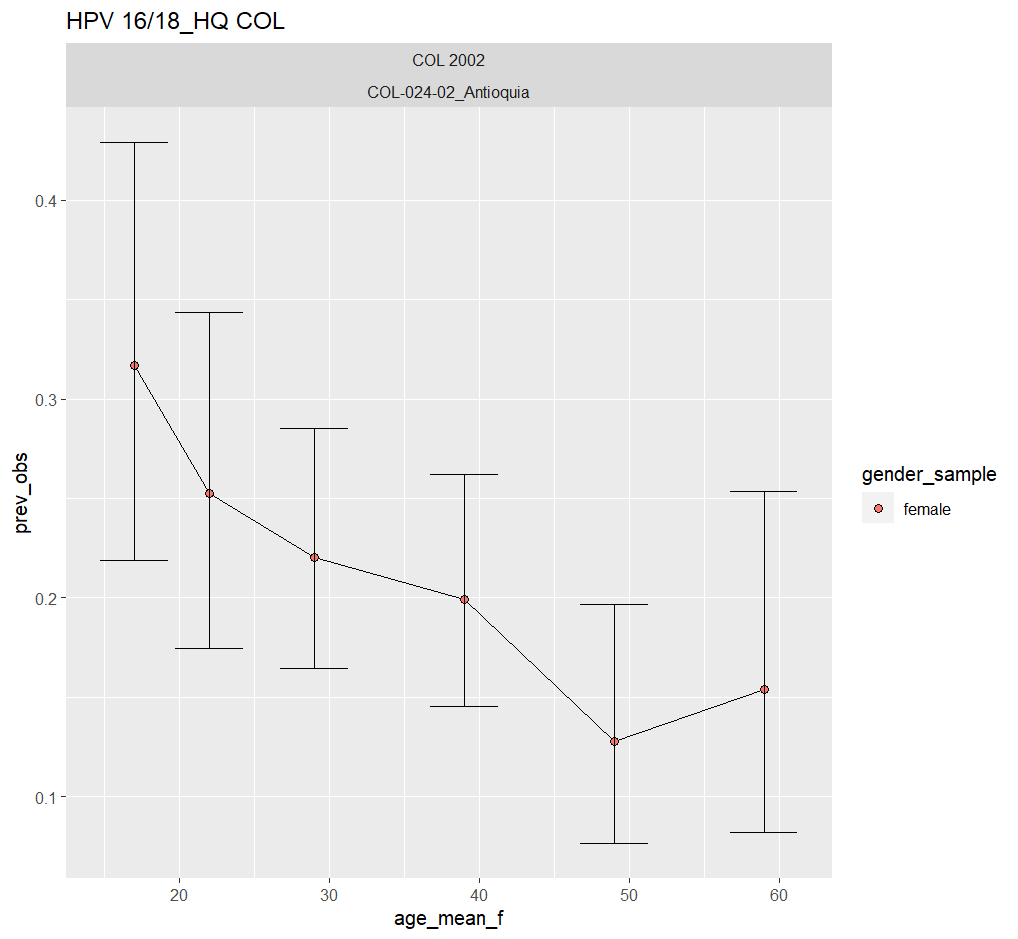 HPV 16/18_HQ COL
COL 2002
COL-024-02_Antioquia
0.4
0.3
0.2
0.1
prev_obs
20 30 40 50 60
age_mean_f
gender_sample
female